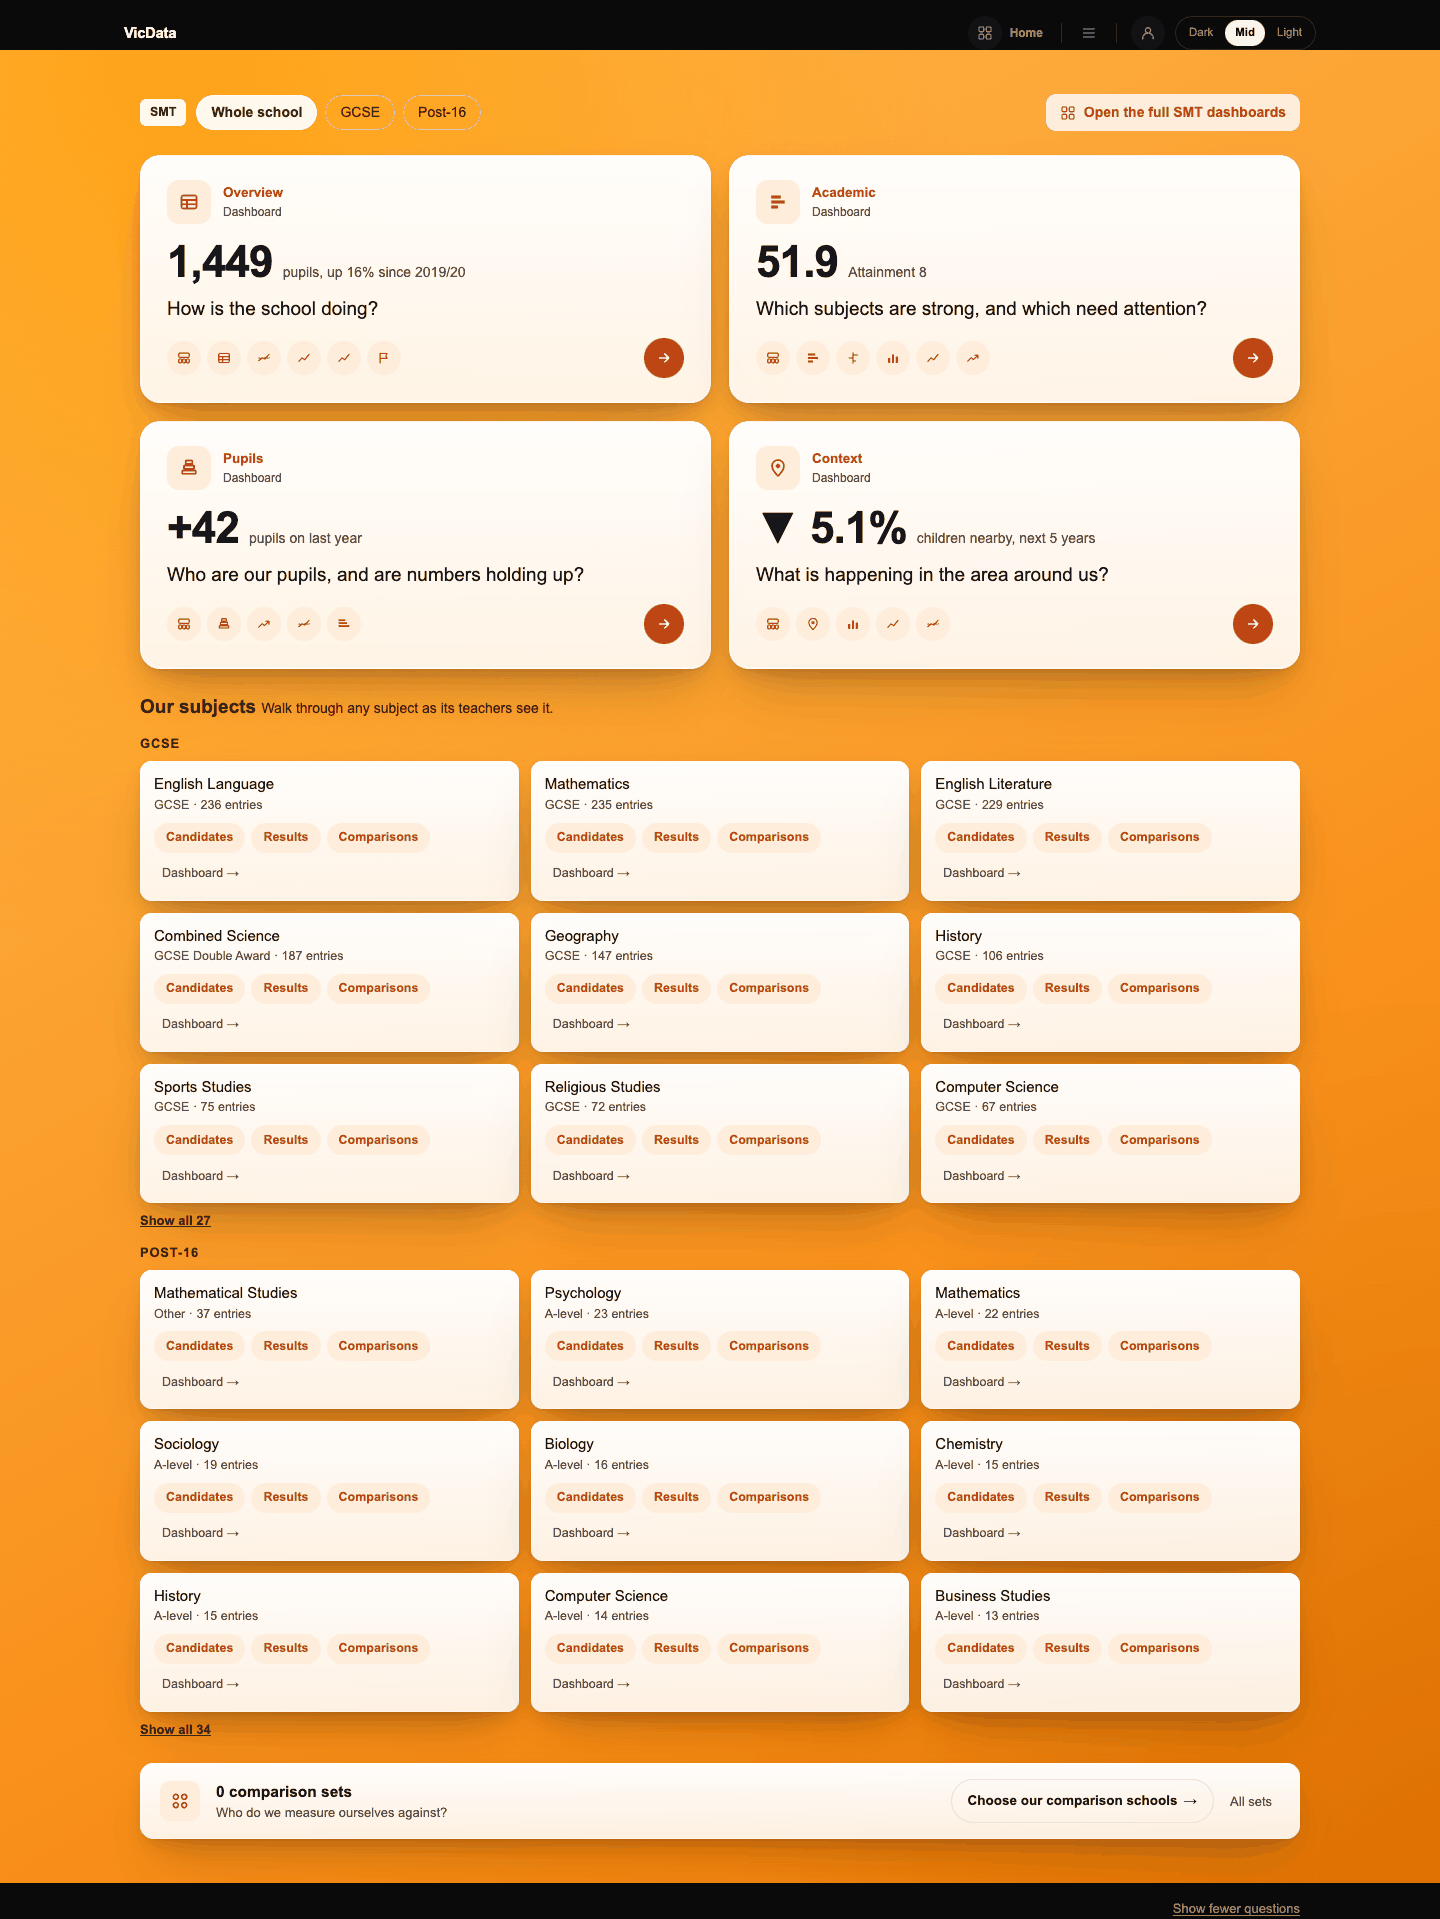 VicData
Home
Dark Mid Light
SMT Whole school GCSE Post-16
Open the full SMT dashboards
Overview
Dashboard
1,449 pupils, up 16% since 2019/20
How is the school doing?
Academic
Dashboard
51.9 Attainment 8
Which subjects are strong, and which need attention?
Pupils
Dashboard
+42 pupils on last year
Who are our pupils, and are numbers holding up?
Context
Dashboard
▼ 5.1% children nearby, next 5 years
What is happening in the area around us?
Our subjects Walk through any subject as its teachers see it.
GCSE
English Language
GCSE · 236 entries
Candidates Results Comparisons
Dashboard →
Mathematics
GCSE · 235 entries
Candidates Results Comparisons
Dashboard →
English Literature
GCSE · 229 entries
Candidates Results Comparisons
Dashboard →
Combined Science
GCSE Double Award · 187 entries
Candidates Results Comparisons
Dashboard →
Geography
GCSE · 147 entries
Candidates Results Comparisons
Dashboard →
History
GCSE · 106 entries
Candidates Results Comparisons
Dashboard →
Sports Studies
GCSE · 75 entries
Candidates Results Comparisons
Dashboard →
Religious Studies
GCSE · 72 entries
Candidates Results Comparisons
Dashboard →
Computer Science
GCSE · 67 entries
Candidates Results Comparisons
Dashboard →
Show all 27
POST-16
Mathematical Studies
Other · 37 entries
Candidates Results Comparisons
Dashboard →
Psychology
A-level · 23 entries
Candidates Results Comparisons
Dashboard →
Mathematics
A-level · 22 entries
Candidates Results Comparisons
Dashboard →
Sociology
A-level · 19 entries
Candidates Results Comparisons
Dashboard →
Biology
A-level · 16 entries
Candidates Results Comparisons
Dashboard →
Chemistry
A-level · 15 entries
Candidates Results Comparisons
Dashboard →
History
A-level · 15 entries
Candidates Results Comparisons
Dashboard →
Computer Science
A-level · 14 entries
Candidates Results Comparisons
Dashboard →
Business Studies
A-level · 13 entries
Candidates Results Comparisons
Dashboard →
Show all 34
0 comparison sets
Who do we measure ourselves against?
Choose our comparison schools →
All sets
Show fewer questions